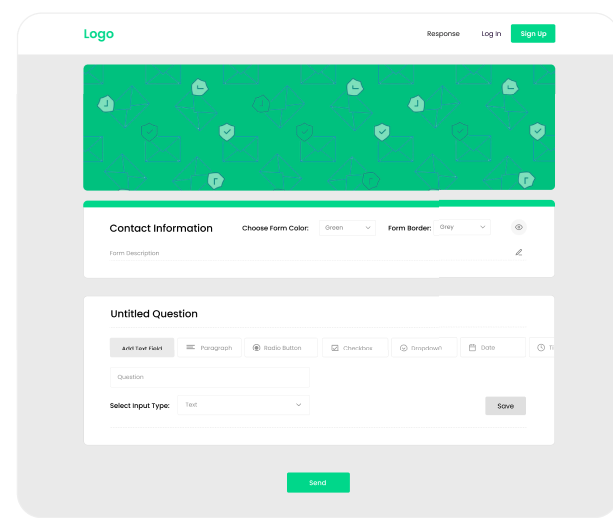 Logo
Response Log In Sign Up
Contact Information Choose Form Color: Green Form Border: Grey
Form Description
Untitled Question
Add Text Field Paragraph Radio Button Checkbox Dropdown Date
Question
Select Input Type: Text Save
Send